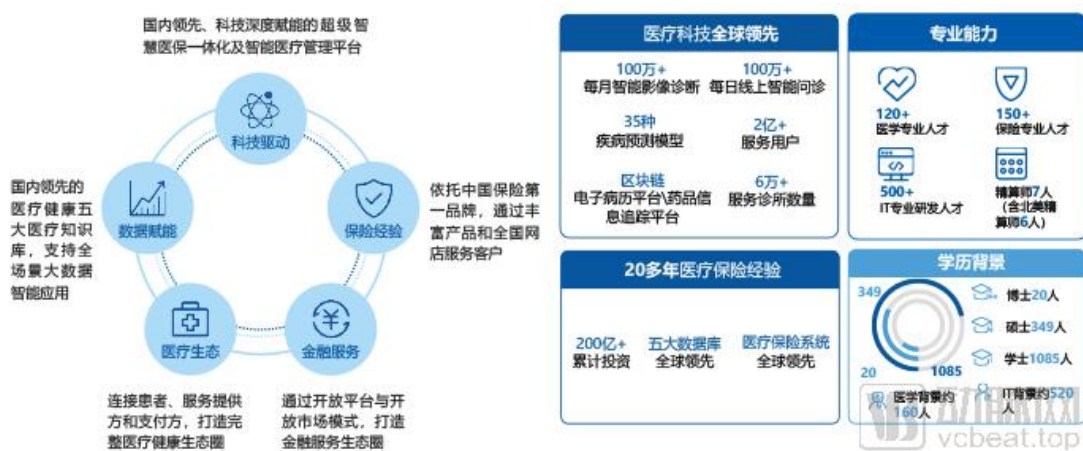 国内领先、科技深度赋能的超级智
慧医保一体化及智能医疗管理平台
科技驱动
国内领先的
医疗健康五
大医疗知识
库，支持全
场景大数据
智能应用
数据赋能
保险经验
依托中国保险第
一品牌，通过丰
富产品和全国网
店服务客户
医疗生态
金融服务
连接患者、服务提供
方和支付方，打造完
整医疗健康生态圈
通过开放平台与开
放市场模式，打造
金融服务生态圈
医疗科技全球领先
100万+
每月智能影像诊断
100万+
每日线上智能问诊
35种
疾病预测模型
2亿+
服务用户
区块链
电子病历平台\药品信
息追踪平台
6万+
服务诊所数量
专业能力
120+
医学专业人才
150+
保险专业人才
500+
IT专业研发人才
精算师7人
（含北美精
算师6人）
20多年医疗保险经验
200亿+
累计投资
五大数据库
全球领先
医疗保险系统
全球领先
学历背景
349
20
1085
博士20人
硕士349人
学士1085人
医学背景约
160人
IT背景约520
人
动脉网
vcbeat.top